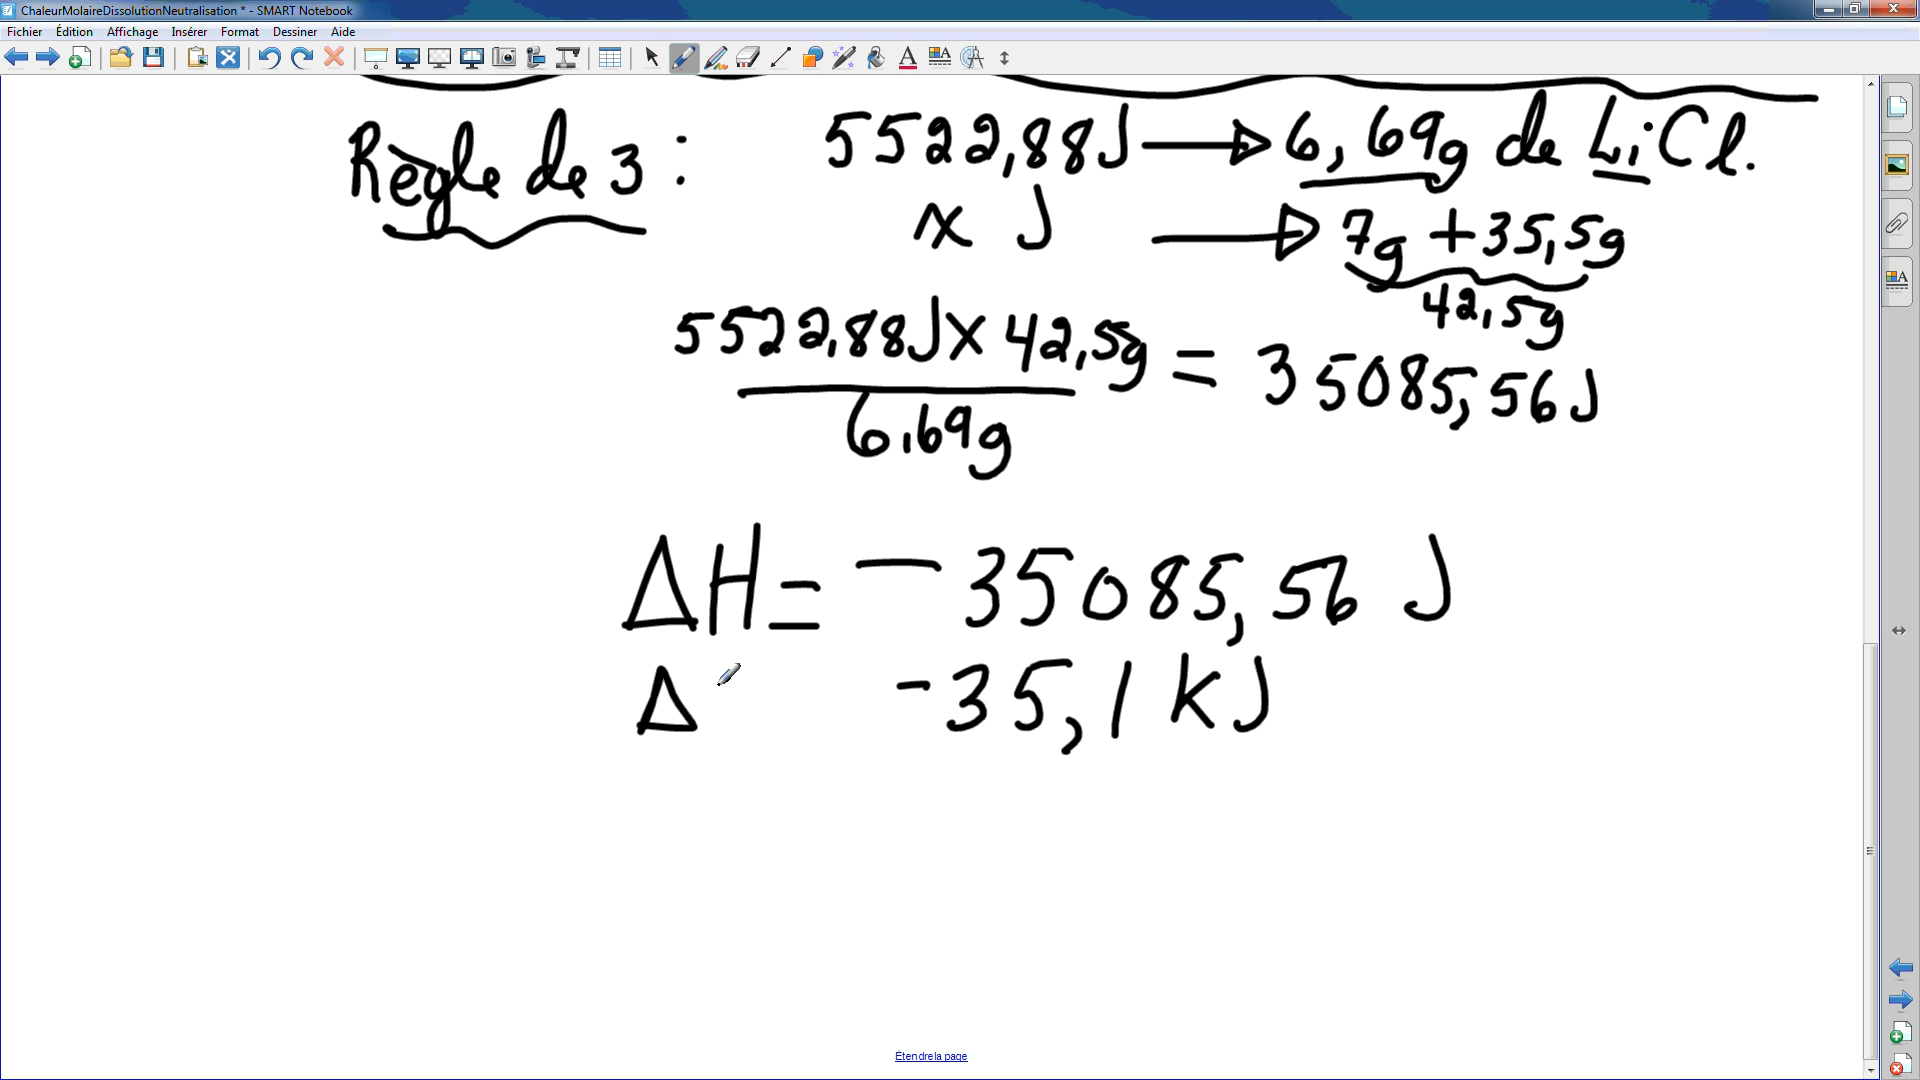 ChaleurMolaireDissolutionNeutralisation * - SMART Notebook
Fichier Édition Affichage Insérer Format Dessiner Aide
Règle de 3 : 5522,88J → 6,69g de LiCl.
x J → 7g + 35,5g
42,5g
5522,88J x 42,5g = 35085,56J
6,69g
ΔH = - 35085,56 J
Δ -35,1 kJ
Étendre la page